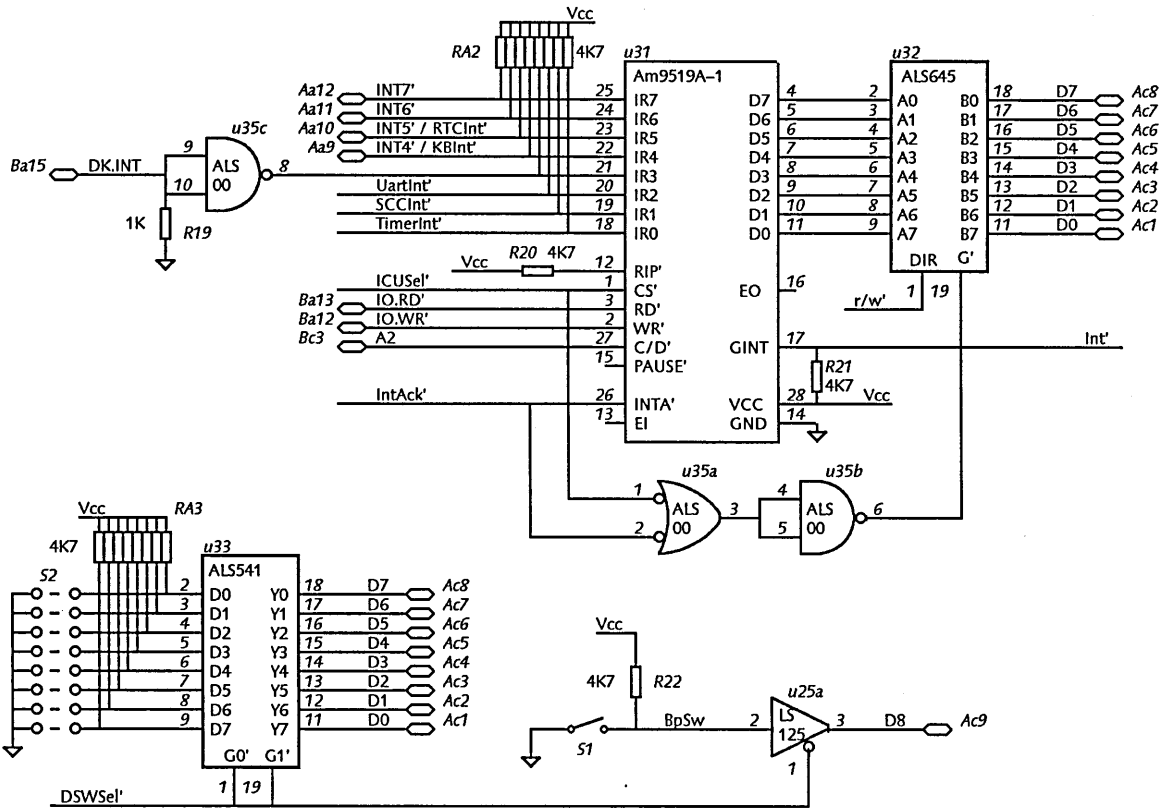 Vcc
RA2 4K7
u31
Am9519A–1
u32
ALS645
Aa12 INT7' 25 IR7 D7 4 2 A0 B0 18 D7 Ac8
Aa11 INT6' 24 IR6 D6 5 3 A1 B1 17 D6 Ac7
Aa10 INT5' / RTCInt' 23 IR5 D5 6 4 A2 B2 16 D5 Ac6
Aa9 INT4' / KBInt' 22 IR4 D4 7 5 A3 B3 15 D4 Ac5
21 IR3 D3 8 6 A4 B4 14 D3 Ac4
UartInt' 20 IR2 D2 9 7 A5 B5 13 D2 Ac3
SCCInt' 19 IR1 D1 10 8 A6 B6 12 D1 Ac2
TimerInt' 18 IR0 D0 11 9 A7 B7 11 D0 Ac1
u35c
Ba15 DK.INT 9 10 ALS 00 8
1K R19
Vcc R20 4K7 12 RIP'
DIR G'
1 19
r/w'
ICUSel' 1 CS' EO 16
Ba13 IO.RD' 3 RD'
Ba12 IO.WR' 2 WR'
Bc3 A2 27 C/D' GINT 17 Int'
15 PAUSE'
R21
4K7
IntAck' 26 INTA' VCC 28 Vcc
13 EI GND 14
u35a
1 2 ALS 00 3
u35b
4 5 ALS 00 6
Vcc RA3
4K7
u33
ALS541
S2
2 D0 Y0 18 D7 Ac8
3 D1 Y1 17 D6 Ac7
4 D2 Y2 16 D5 Ac6
5 D3 Y3 15 D4 Ac5
6 D4 Y4 14 D3 Ac4
7 D5 Y5 13 D2 Ac3
8 D6 Y6 12 D1 Ac2
9 D7 Y7 11 D0 Ac1
G0' G1'
1 19
DSWSel'
Vcc
4K7 R22
u25a
S1 BpSw 2 LS 125 3 D8 Ac9
1